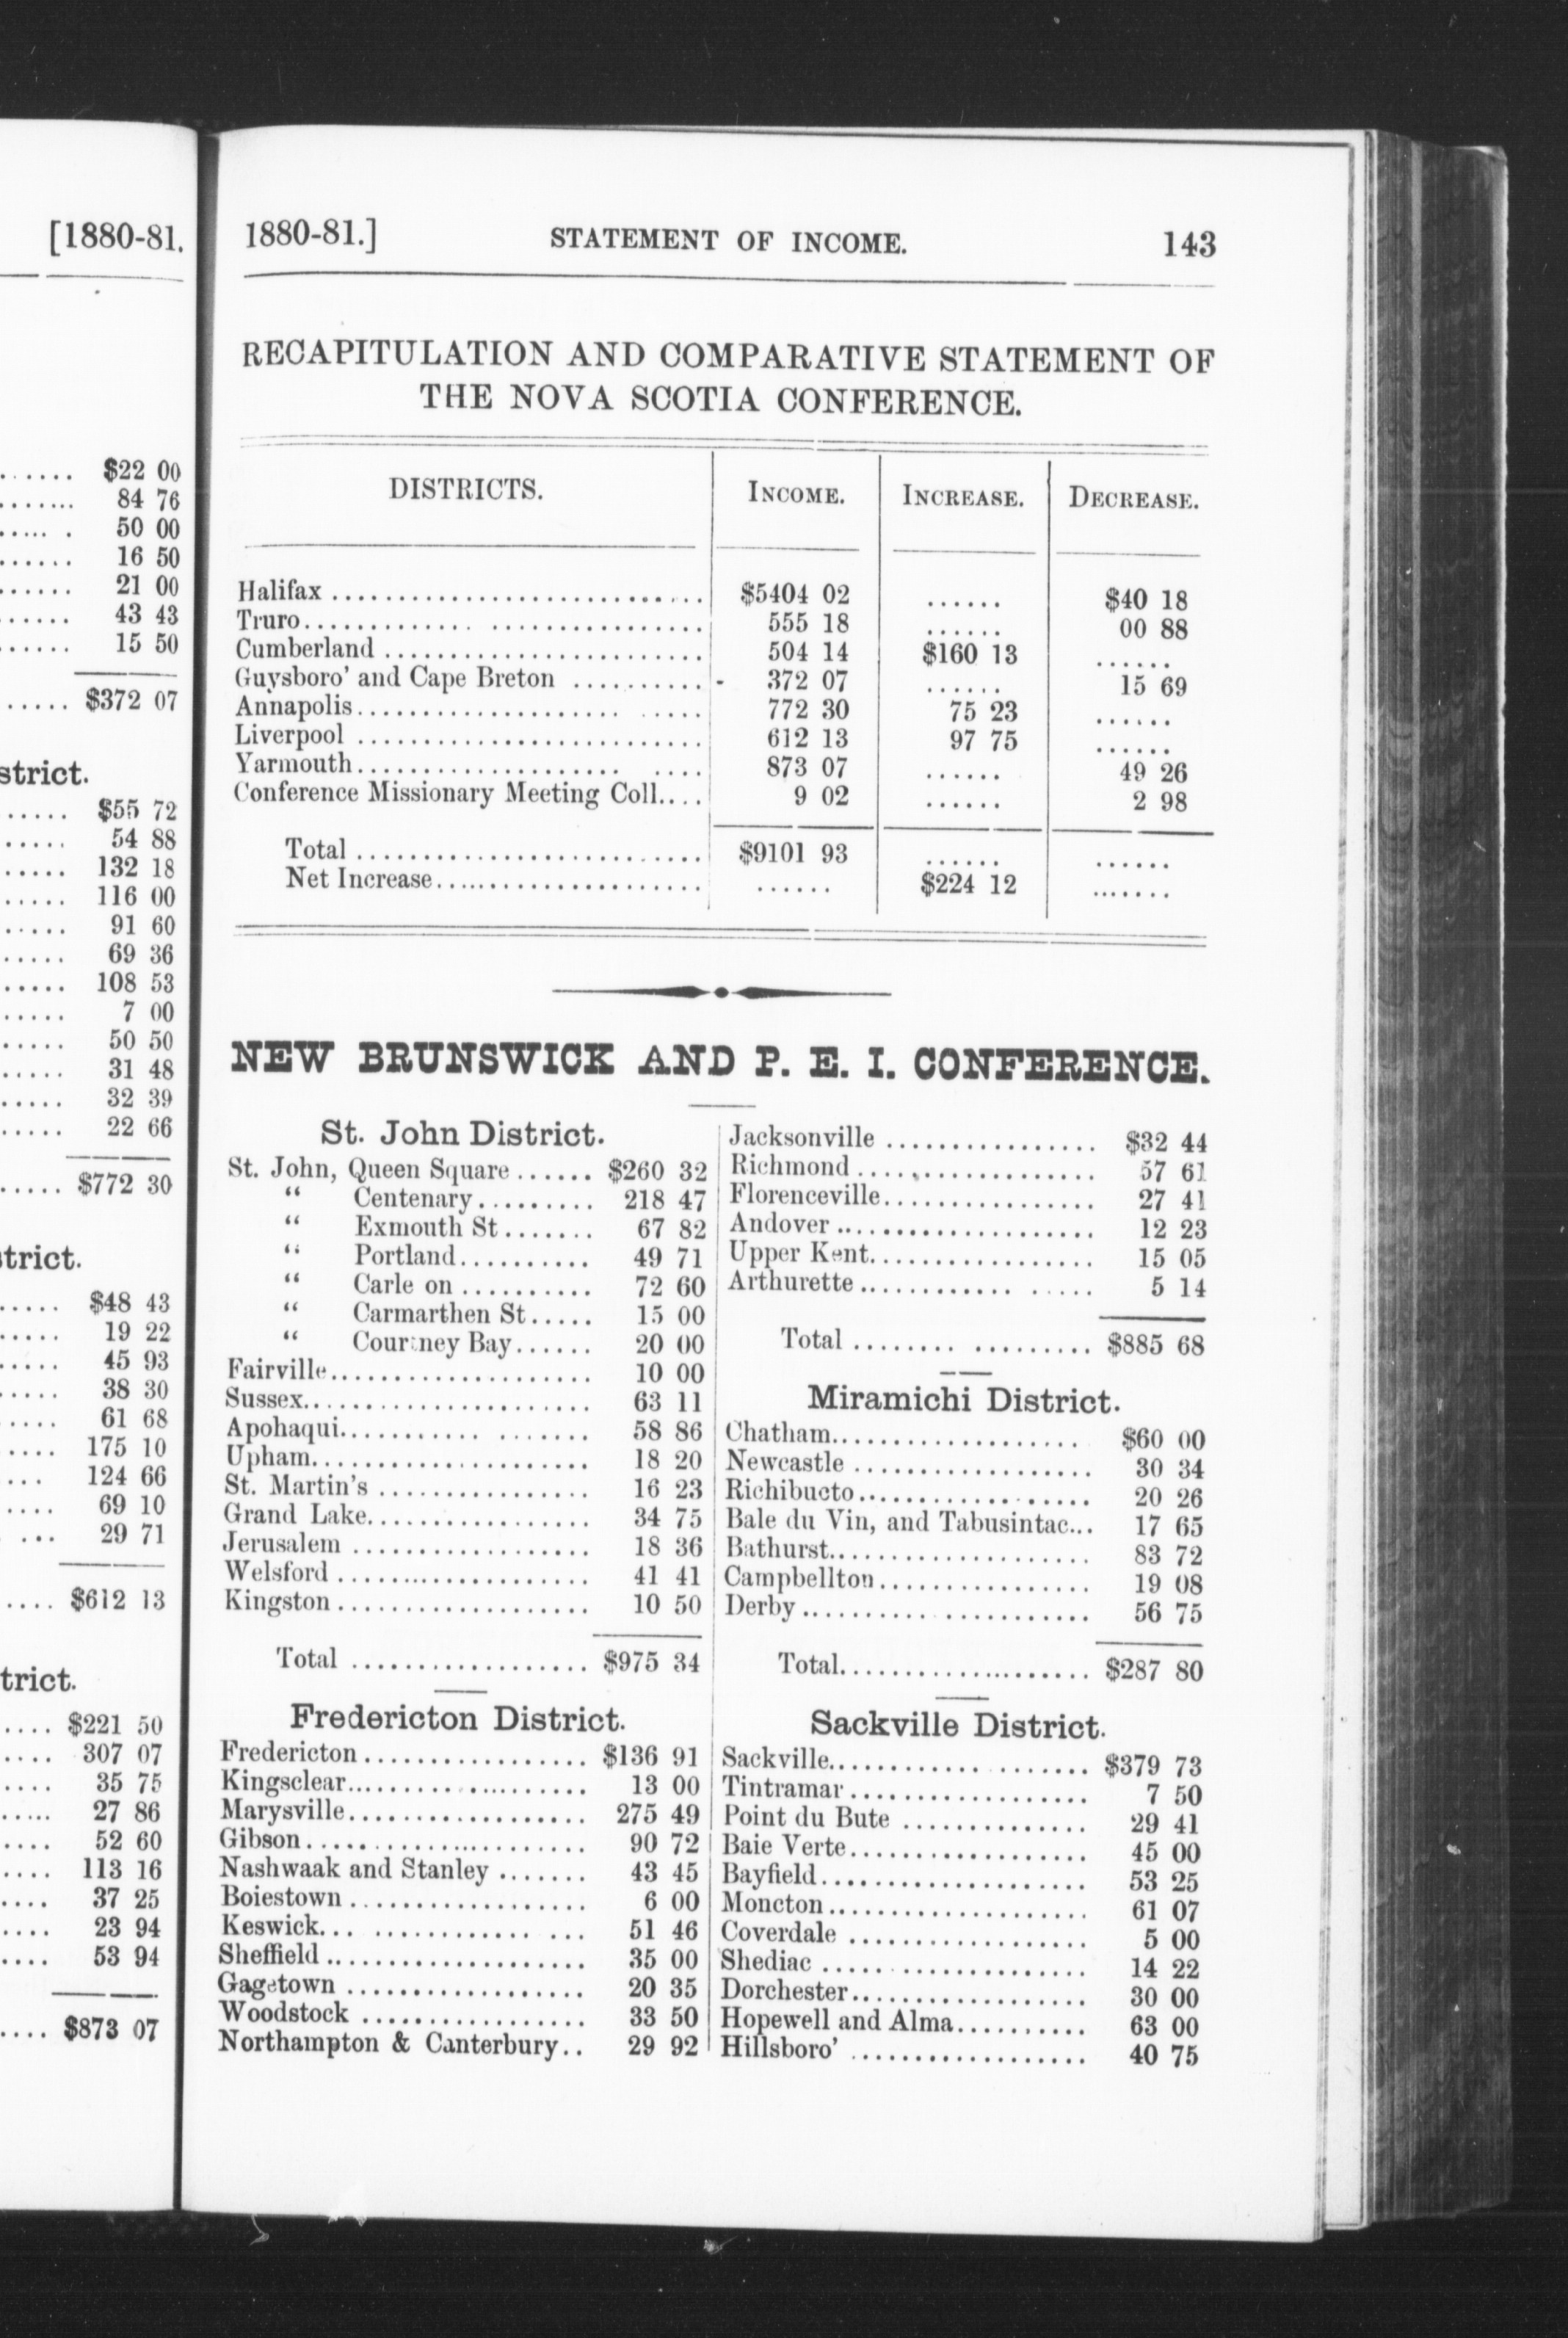 [1880-81.
...... $22 00
....... 84 76
..... . 50 00
...... 16 50
...... 21 00
...... 43 43
...... 15 50
..... $372 07
strict.
..... $55 72
..... 54 88
..... 132 18
..... 116 00
..... 91 60
..... 69 36
..... 108 53
..... 7 00
..... 50 50
..... 31 48
..... 32 39
..... 22 66
..... $772 30
trict.
..... $48 43
..... 19 22
..... 45 93
..... 38 30
.... 61 68
.... 175 10
... 124 66
.... 69 10
... 29 71
.... $612 13
trict.
.... $221 50
.... 307 07
.... 35 75
..... 27 86
.... 52 60
.... 113 16
.... 37 25
.... 23 94
.... 53 94
.... $873 07
1880-81.] STATEMENT OF INCOME. 143
RECAPITULATION AND COMPARATIVE STATEMENT OF
THE NOVA SCOTIA CONFERENCE.
DISTRICTS. INCOME. INCREASE. DECREASE.
Halifax ............................ $5404 02 ...... $40 18
Truro............. ................ 555 18 ...... 00 88
Cumberland ........................ 504 14 $160 13 ......
Guysboro' and Cape Breton .......... 372 07 ...... 15 69
Annapolis.................... ..... 772 30 75 23 ......
Liverpool .......................... 612 13 97 75 ......
Yarmouth.................... .... 873 07 ...... 49 26
Conference Missionary Meeting Coll.... 9 02 ...... 2 98
Total .......................... $9101 93 ...... ......
Net Increase.................... ...... $224 12 .......
NEW BRUNSWICK AND P. E. I. CONFERENCE.
St. John District.
St. John, Queen Square...... $260 32
“ Centenary......... 218 47
“ Exmouth St....... 67 82
“ Portland.......... 49 71
“ Carle on .......... 72 60
“ Carmarthen St..... 15 00
“ Courtney Bay...... 20 00
Fairville.................... 10 00
Sussex...................... 63 11
Apohaqui........... ....... 58 86
Upham..................... 18 20
St. Martin's ................ 16 23
Grand Lake................. 34 75
Jerusalem .................. 18 36
Welsford ................... 41 41
Kingston ................... 10 50
Total .................. $975 34
Fredericton District.
Fredericton ................. $136 91
Kingsclear.................. 13 00
Marysville.................. 275 49
Gibson..................... 90 72
Nashwaak and Stanley ....... 43 45
Boiestown .................. 6 00
Keswick... ............ ... 51 46
Sheffield .................... 35 00
Gagetown .................. 20 35
Woodstock ................. 33 50
Northampton & Canterbury.. 29 92
Jacksonville ................ $32 44
Richmond .................... 57 61
Florenceville................ 27 41
Andover .................... 12 23
Upper Kent................. 15 05
Arthurette ............ ..... 5 14
Total ........ ......... $885 68
Miramichi District.
Chatham................... $60 00
Newcastle .................. 30 34
Richibucto.................. 20 26
Bale du Vin, and Tabusintac... 17 65
Bathurst.................... 83 72
Campbellton................ 19 08
Derby...................... 56 75
Total................... $287 80
Sackville District.
Sackville............. ....... $379 73
Tintramar .................. 7 50
Point du Bute .............. 29 41
Baie Verte.................. 45 00
Bayfield.................... 53 25
Moncton.................... 61 07
Coverdale .................. 5 00
Shediac .................... 14 22
Dorchester.................. 30 00
Hopewell and Alma.......... 63 00
Hillsboro' .................. 40 75